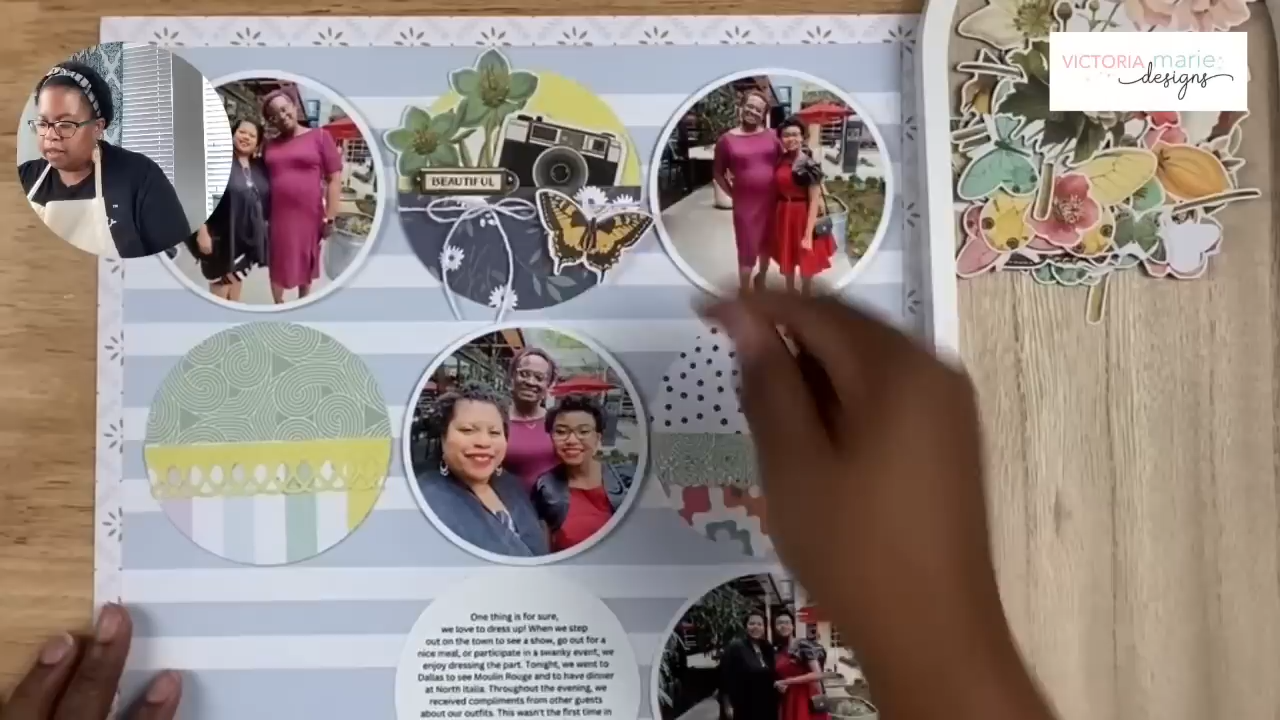 VICTORIA marie
designs
BEAUTIFUL
One thing is for sure,
we love to dress up! When we step
out on the town to see a show, go out for a
nice meal, or participate in a swanky event, we
enjoy dressing the part. Tonight, we went to
Dallas to see Moulin Rouge and to have dinner
at North Italia. Throughout the evening, we
received compliments from other guests
about our outfits. This wasn't the first time in